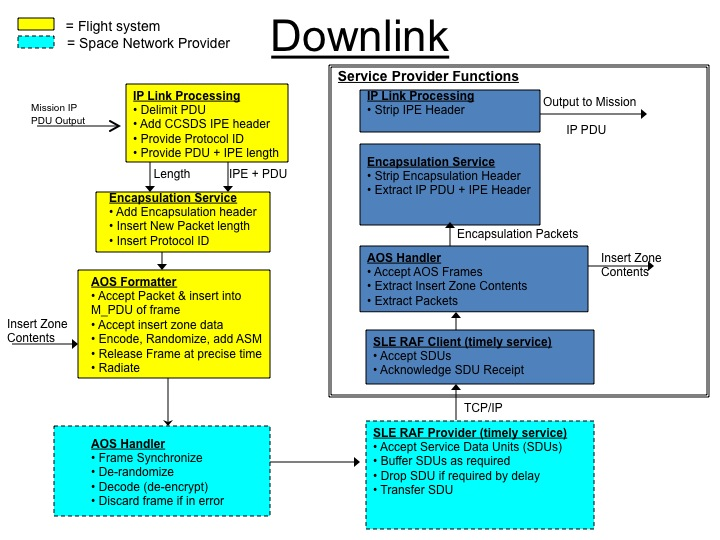 = Flight system
= Space Network Provider
Downlink
Mission IP
PDU Output
IP Link Processing
• Delimit PDU
• Add CCSDS IPE header
• Provide Protocol ID
• Provide PDU + IPE length
Length
IPE + PDU
Encapsulation Service
• Add Encapsulation header
• Insert New Packet length
• Insert Protocol ID
AOS Formatter
• Accept Packet & insert into
M_PDU of frame
• Accept insert zone data
• Encode, Randomize, add ASM
• Release Frame at precise time
• Radiate
Insert Zone
Contents
AOS Handler
• Frame Synchronize
• De-randomize
• Decode (de-encrypt)
• Discard frame if in error
Service Provider Functions
IP Link Processing
• Strip IPE Header
Output to Mission
IP PDU
Encapsulation Service
• Strip Encapsulation Header
• Extract IP PDU + IPE Header
Encapsulation Packets
AOS Handler
• Accept AOS Frames
• Extract Insert Zone Contents
• Extract Packets
Insert Zone
Contents
SLE RAF Client (timely service)
• Accept SDUs
• Acknowledge SDU Receipt
TCP/IP
SLE RAF Provider (timely service)
• Accept Service Data Units (SDUs)
• Buffer SDUs as required
• Drop SDU if required by delay
• Transfer SDU